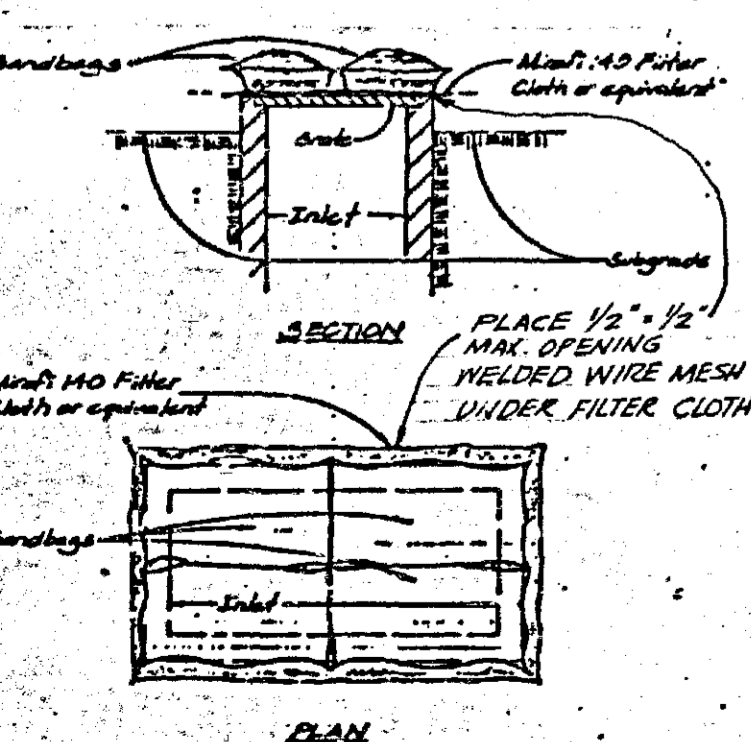 Sandbags
Mirafi 140 Filter
Cloth or equivalent
Grate
Inlet
Subgrade
SECTION
PLACE 1/2" x 1/2"
MAX. OPENING
WELDED WIRE MESH
UNDER FILTER CLOTH
Mirafi 140 Filter
Cloth or equivalent
Sandbags
Inlet
PLAN